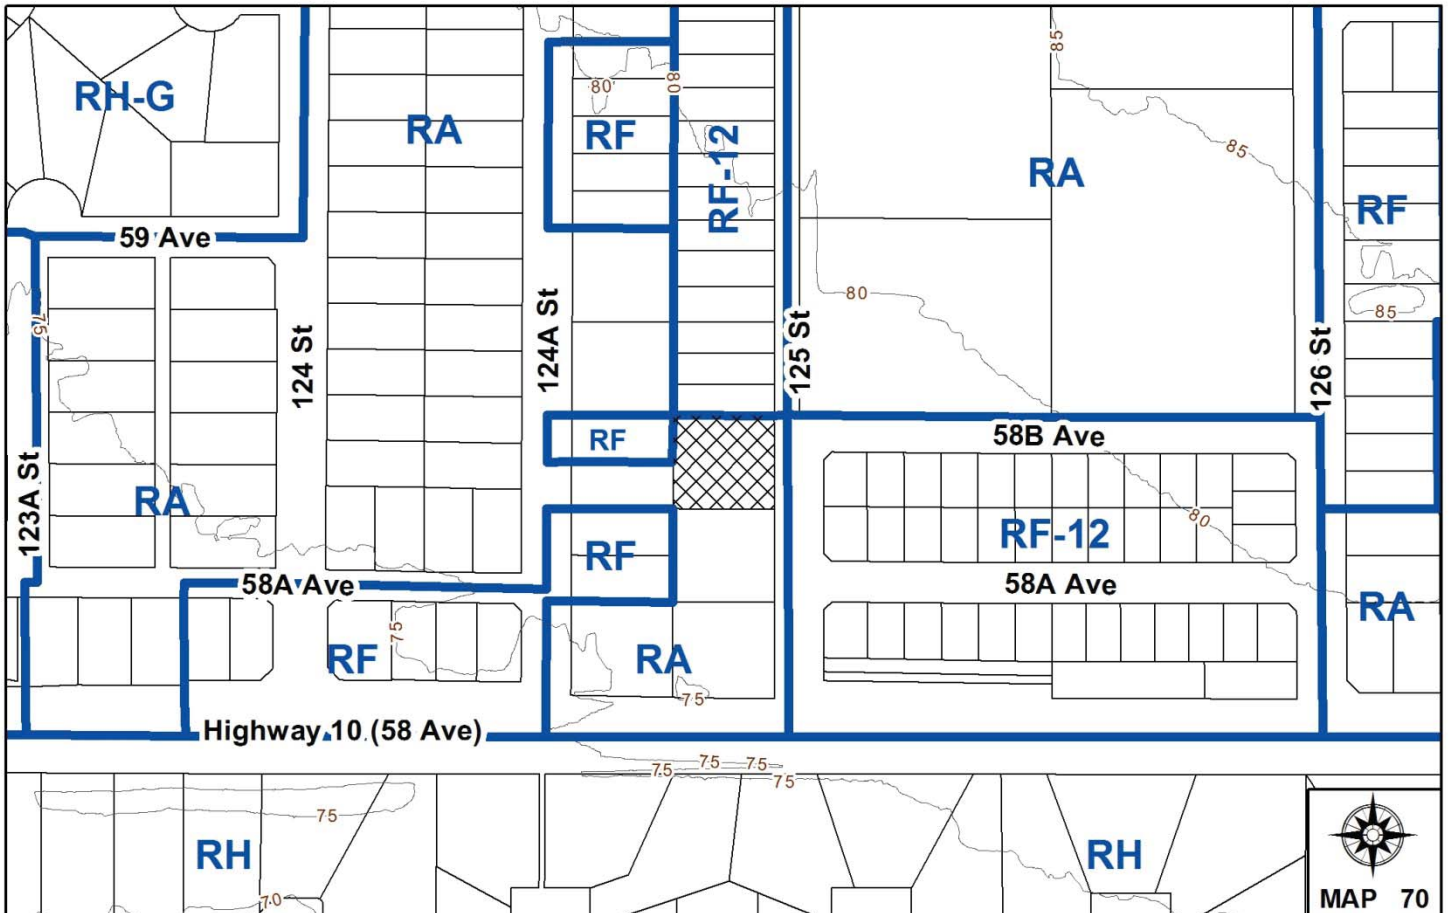 85
RH-G
RA
80
80
RF
RF-12
85
RA
RF
59 Ave
80
85
75
124 St
124A St
125 St
126 St
RF
58B Ave
123A St
RA
80
RF
RF-12
58A Ave
58A Ave
RA
75
RF
RA
75
Highway 10 (58 Ave)
75
75
75
75
75
RH
RH
70
MAP 70